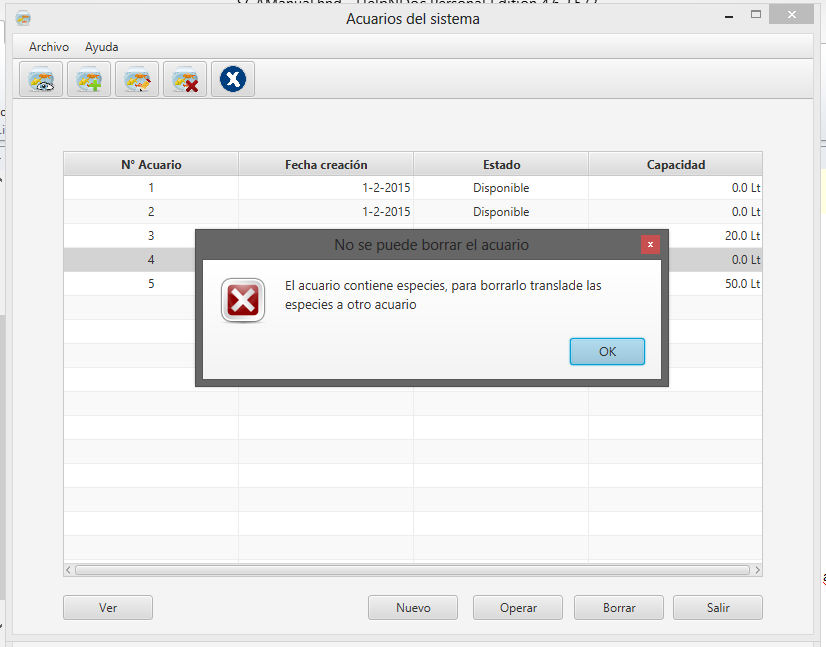 Acuarios del sistema
Archivo Ayuda
N° Acuario Fecha creación Estado Capacidad
1 1-2-2015 Disponible 0.0 Lt
2 1-2-2015 Disponible 0.0 Lt
3 20.0 Lt
4 0.0 Lt
5 50.0 Lt
No se puede borrar el acuario
El acuario contiene especies, para borrarlo translade las
especies a otro acuario
OK
Ver Nuevo Operar Borrar Salir